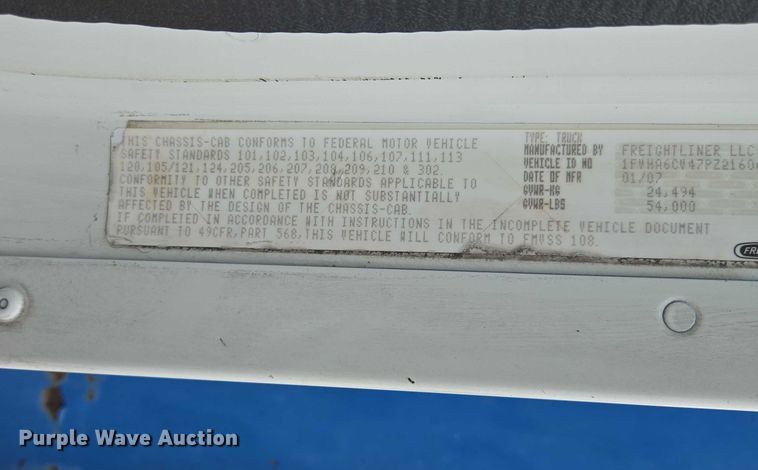 THIS CHASSIS-CAB CONFORMS TO FEDERAL MOTOR VEHICLE
SAFETY STANDARDS 101,102,103,104,106,107,111,113
120,105/121,124,205,206,207,208,209,210 & 302.
CONFORMITY TO OTHER SAFETY STANDARDS APPLICABLE TO
THIS VEHICLE WHEN COMPLETED IS NOT SUBSTANTIALLY
AFFECTED BY THE DESIGN OF THE CHASSIS-CAB.
IF COMPLETED IN ACCORDANCE WITH INSTRUCTIONS IN THE INCOMPLETE VEHICLE DOCUMENT
PURSUANT TO 49CFR,PART 568,THIS VEHICLE WILL CONFORM TO FMVSS 108.
TYPE: TRUCK
MANUFACTURED BY FREIGHTLINER LLC
VEHICLE ID NO 1FVHA6CV47PZ2160
DATE OF MFR 01/07
GVWR-KG 24,494
GVWR-LBS 54,000
FRE
Purple Wave Auction